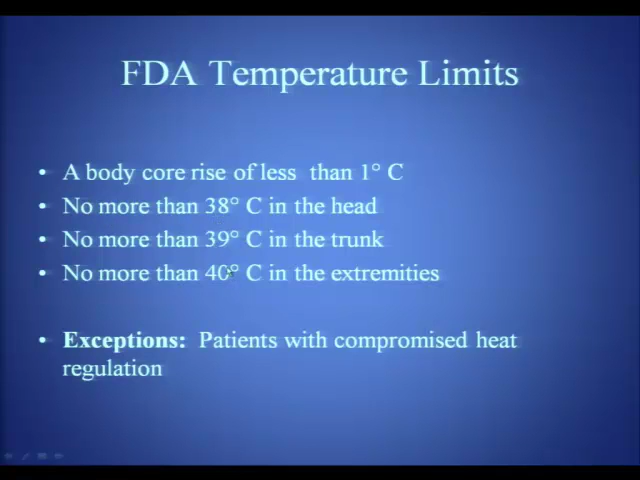 FDA Temperature Limits
• A body core rise of less than 1° C
• No more than 38° C in the head
• No more than 39° C in the trunk
• No more than 40° C in the extremities
• Exceptions: Patients with compromised heat
regulation